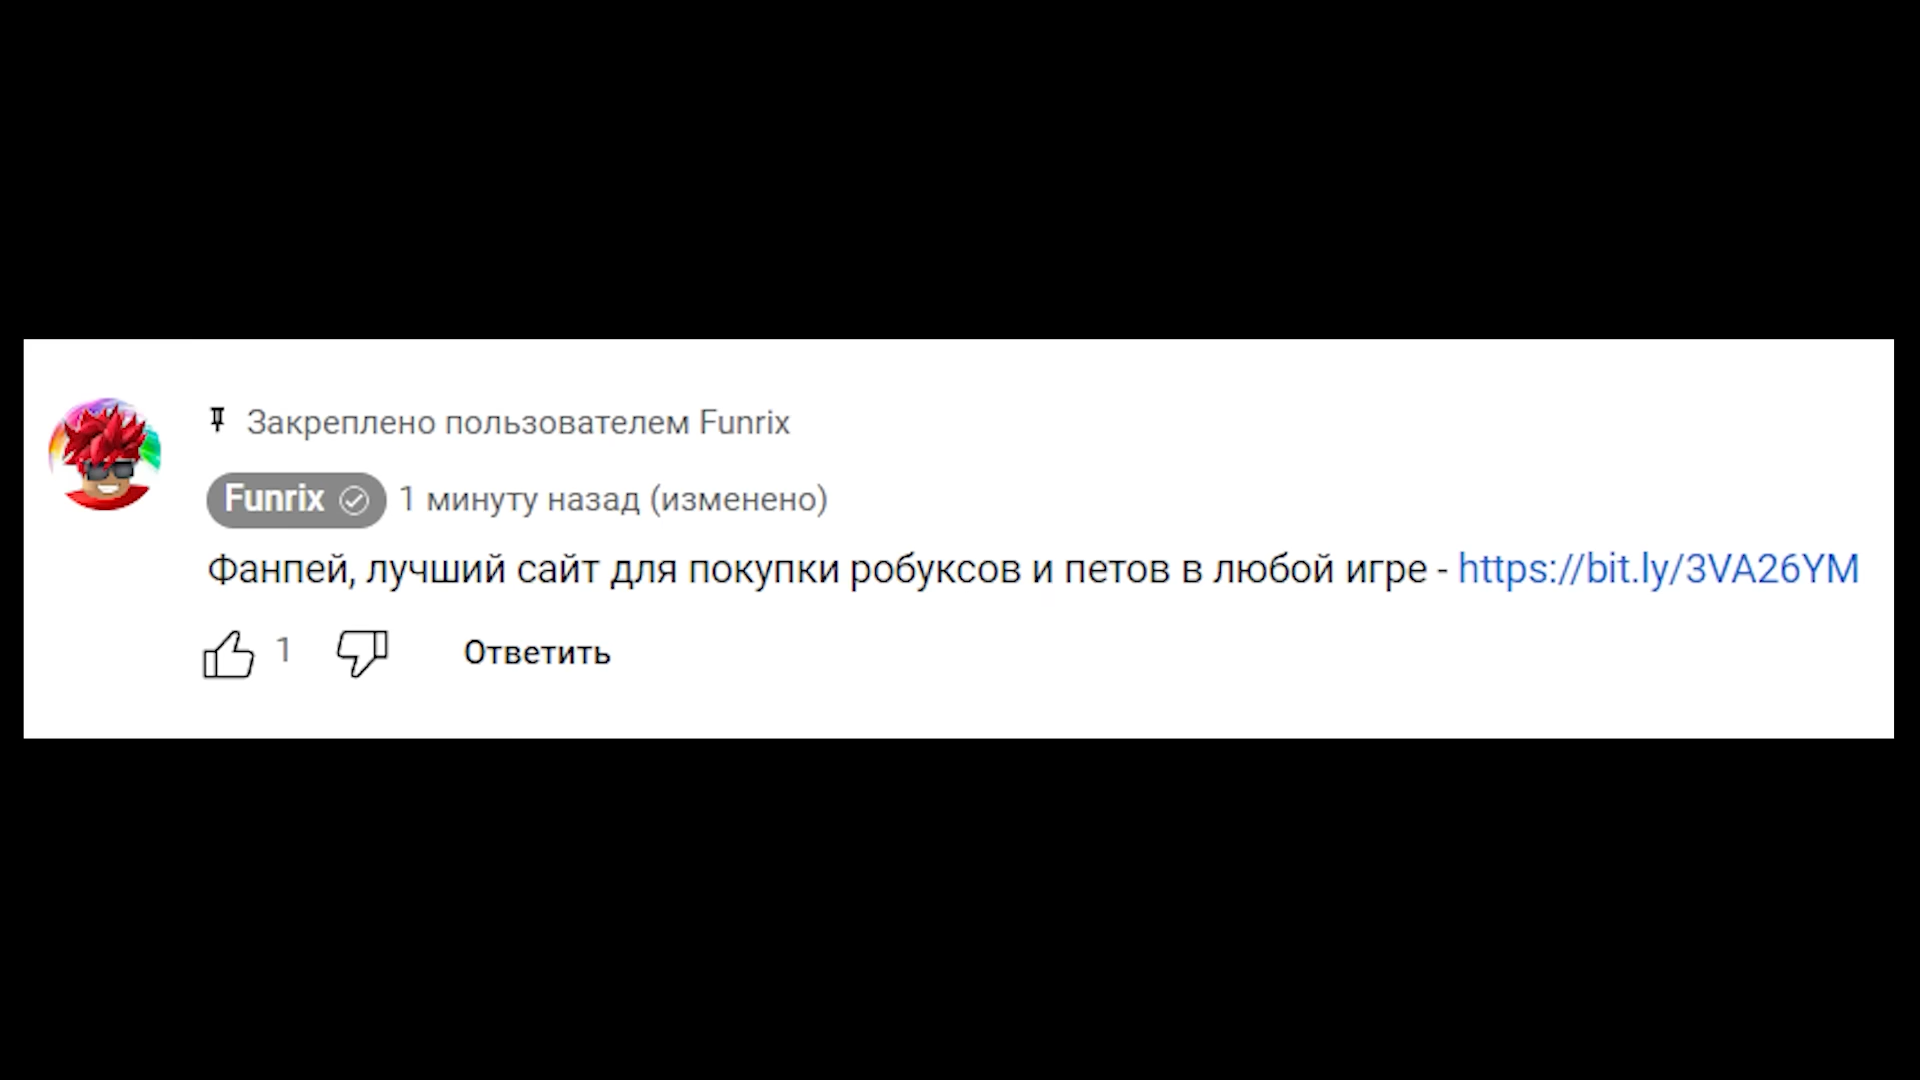 Закреплено пользователем Funrix
Funrix 1 минуту назад (изменено)
Фанпей, лучший сайт для покупки робуксов и петов в любой игре - https://bit.ly/3VA26YM
1 Ответить